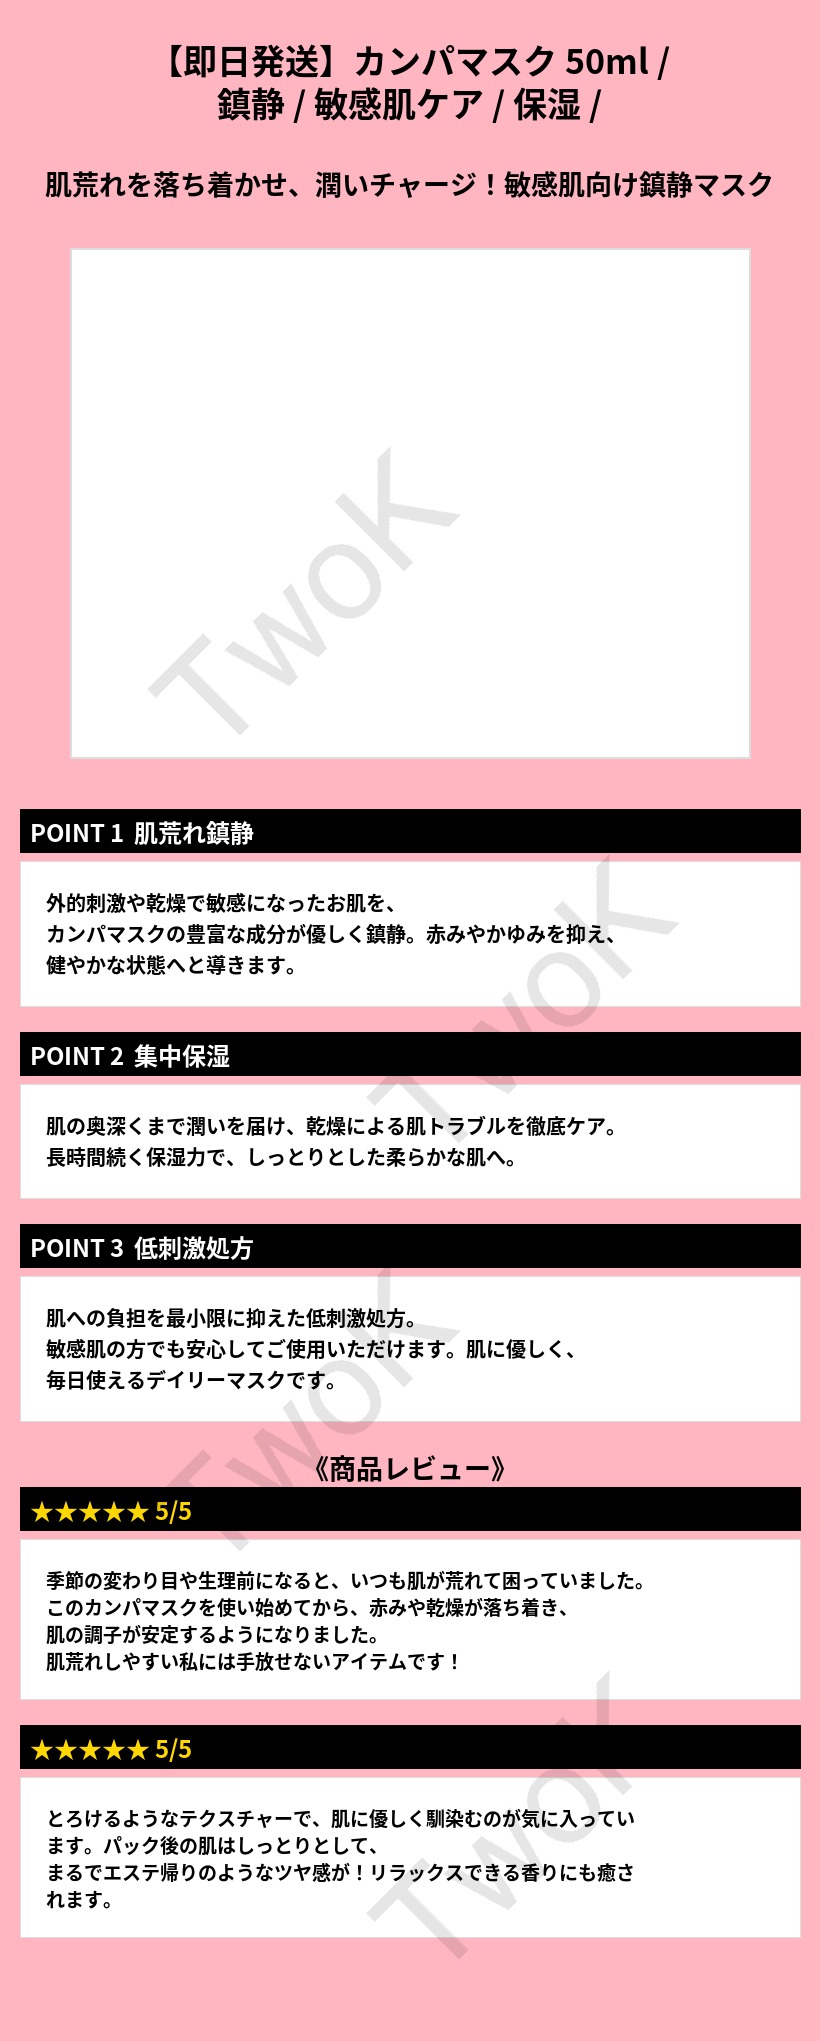 【即日発送】カンパマスク 50ml /
鎮静 / 敏感肌ケア / 保湿 /
肌荒れを落ち着かせ、潤いチャージ！敏感肌向け鎮静マスク
TwoK
POINT 1 肌荒れ鎮静
外的刺激や乾燥で敏感になったお肌を、
カンパマスクの豊富な成分が優しく鎮静。赤みやかゆみを抑え、
健やかな状態へと導きます。
TwoK
POINT 2 集中保湿
肌の奥深くまで潤いを届け、乾燥による肌トラブルを徹底ケア。
長時間続く保湿力で、しっとりとした柔らかな肌へ。
POINT 3 低刺激処方
肌への負担を最小限に抑えた低刺激処方。
敏感肌の方でも安心してご使用いただけます。肌に優しく、
毎日使えるデイリーマスクです。
TwoK
《商品レビュー》
★★★★★ 5/5
季節の変わり目や生理前になると、いつも肌が荒れて困っていました。
このカンパマスクを使い始めてから、赤みや乾燥が落ち着き、
肌の調子が安定するようになりました。
肌荒れしやすい私には手放せないアイテムです！
★★★★★ 5/5
とろけるようなテクスチャーで、肌に優しく馴染むのが気に入ってい
ます。パック後の肌はしっとりとして、
まるでエステ帰りのようなツヤ感が！リラックスできる香りにも癒さ
れます。
TwoK